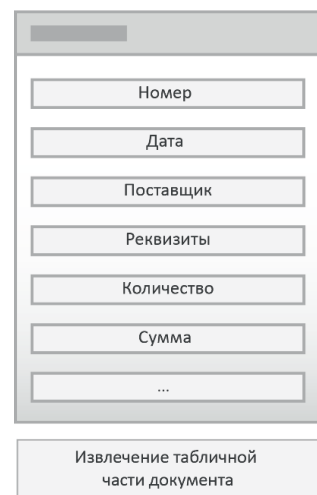 Номер
Дата
Поставщик
Реквизиты
Количество
Сумма
...
Извлечение табличной
части документа